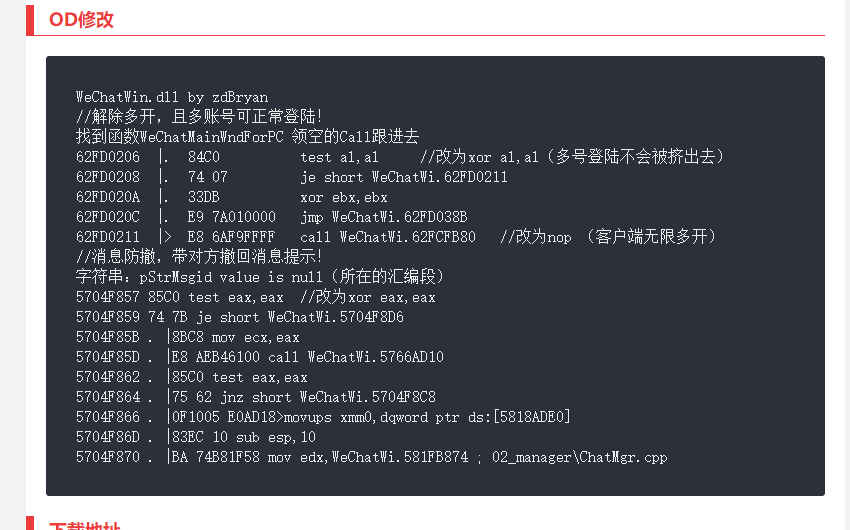 OD修改
WeChatWin.dll by zdBryan
//解除多开，且多账号可正常登陆！
找到函数WeChatMainWndForPC 领空的Call跟进去
62FD0206 |. 84C0 test al,al //改为xor al,al（多号登陆不会被挤出去）
62FD0208 |. 74 07 je short WeChatWi.62FD0211
62FD020A |. 33DB xor ebx,ebx
62FD020C |. E9 7A010000 jmp WeChatWi.62FD038B
62FD0211 |> E8 6AF9FFFF call WeChatWi.62FCFB80 //改为nop （客户端无限多开）
//消息防撤，带对方撤回消息提示！
字符串：pStrMsgid value is null（所在的汇编段）
5704F857 85C0 test eax,eax //改为xor eax,eax
5704F859 74 7B je short WeChatWi.5704F8D6
5704F85B . |8BC8 mov ecx,eax
5704F85D . |E8 AEB46100 call WeChatWi.5766AD10
5704F862 . |85C0 test eax,eax
5704F864 . |75 62 jnz short WeChatWi.5704F8C8
5704F866 . |0F1005 E0AD18>movups xmm0,dqword ptr ds:[5818ADE0]
5704F86D . |83EC 10 sub esp,10
5704F870 . |BA 74B81F58 mov edx,WeChatWi.581FB874 ; 02_manager\ChatMgr.cpp
下载地址